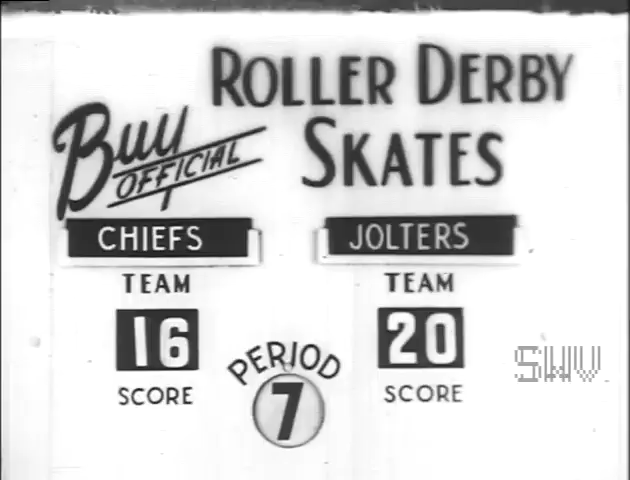 ROLLER DERBY
Buy
OFFICIAL
SKATES
CHIEFS
JOLTERS
TEAM
TEAM
16
20
SCORE
SCORE
PERIOD
7
SWV